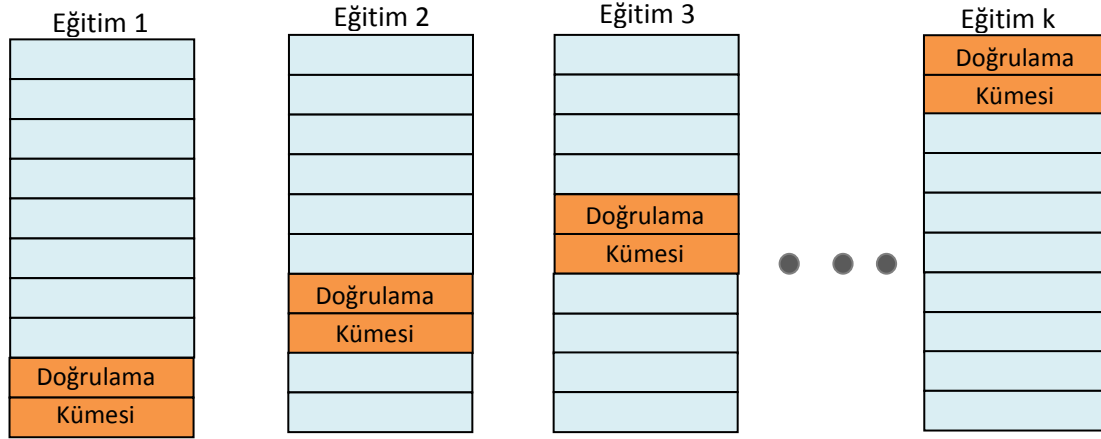 Eğitim 1
Eğitim 2
Eğitim 3
Eğitim k
Doğrulama
Kümesi
Doğrulama
Kümesi
Doğrulama
Kümesi
Doğrulama
Kümesi